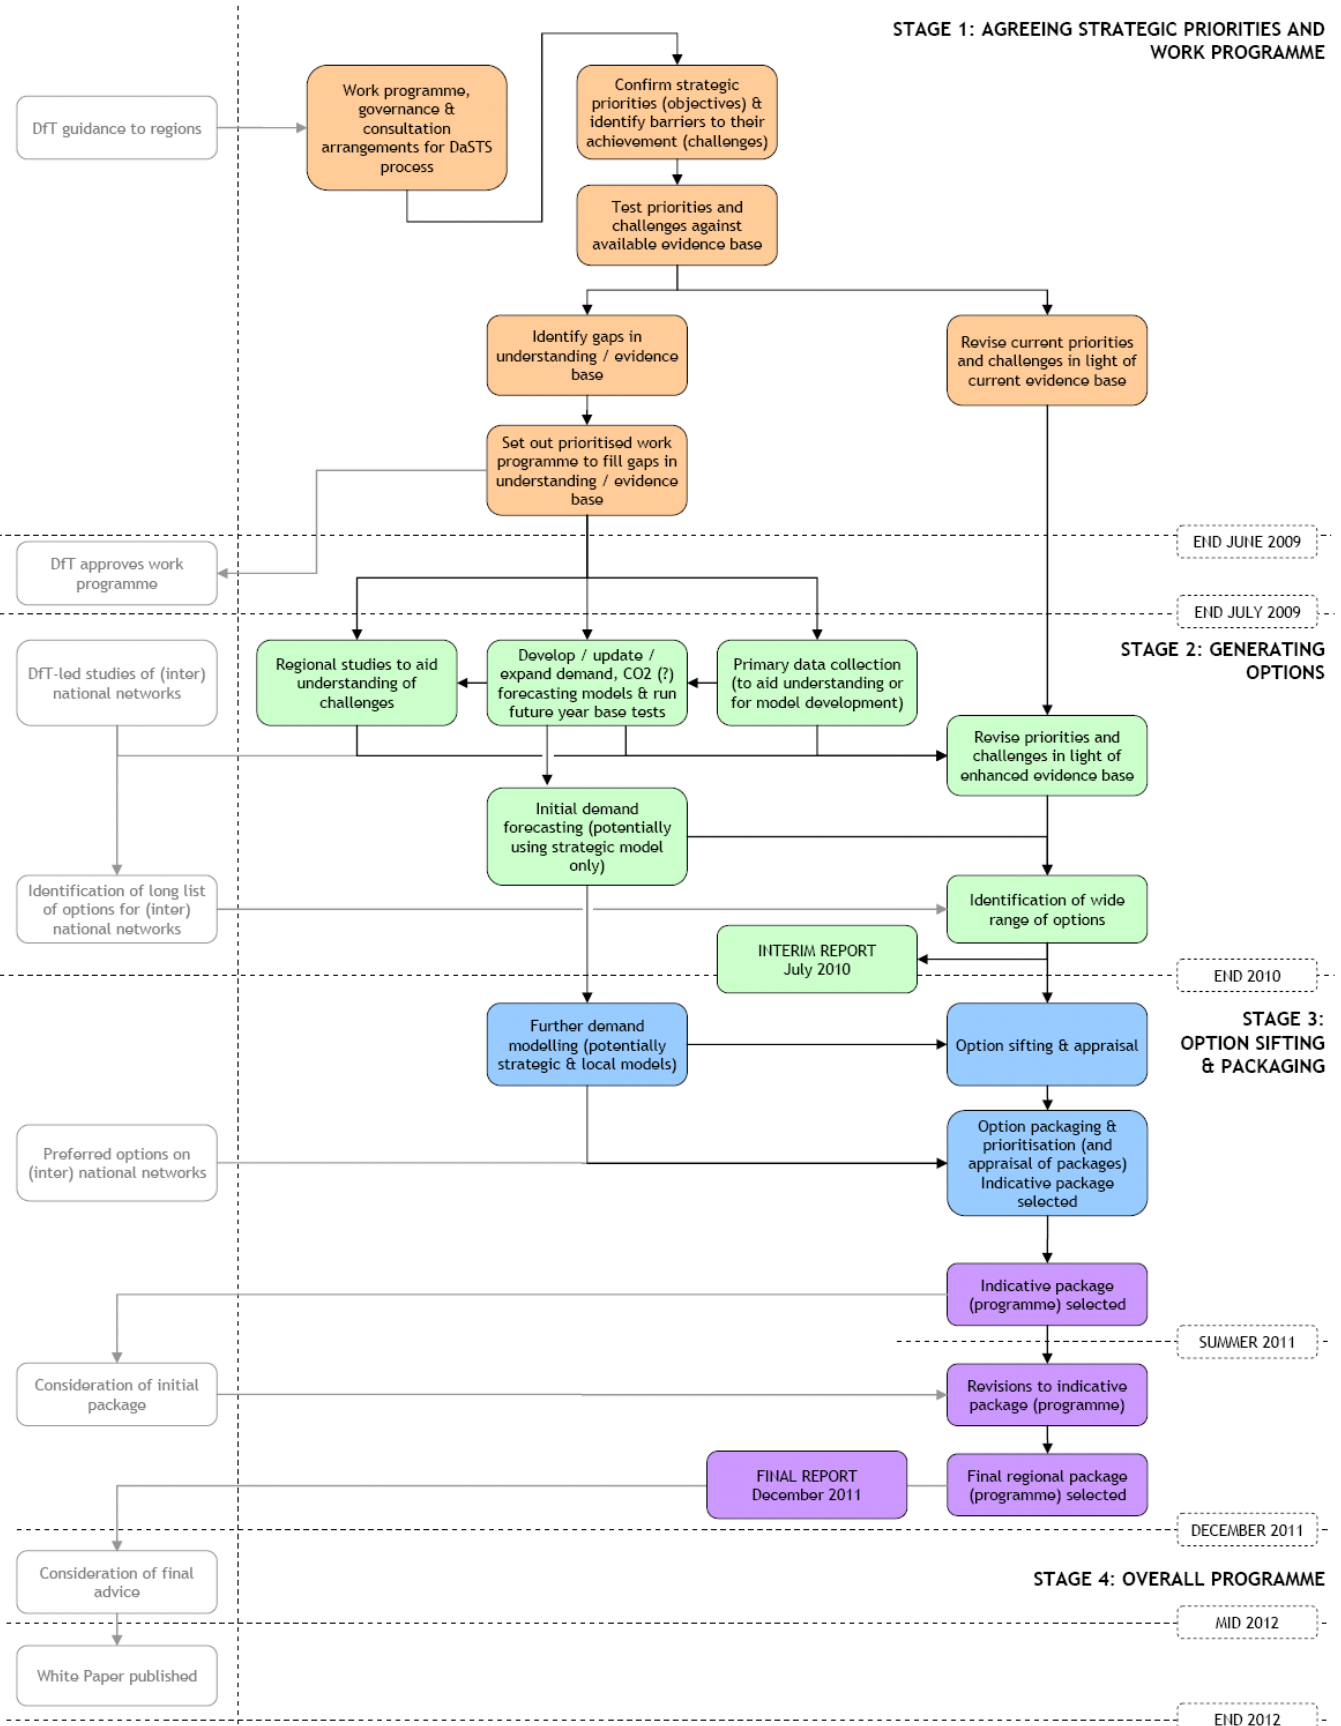 STAGE 1: AGREEING STRATEGIC PRIORITIES AND
WORK PROGRAMME
DfT guidance to regions
Work programme,
governance &
consultation
arrangements for DaSTS
process
Confirm strategic
priorities (objectives) &
identify barriers to their
achievement (challenges)
Test priorities and
challenges against
available evidence base
Identify gaps in
understanding / evidence
base
Revise current priorities
and challenges in light of
current evidence base
Set out prioritised work
programme to fill gaps in
understanding / evidence
base
END JUNE 2009
DfT approves work
programme
END JULY 2009
STAGE 2: GENERATING
OPTIONS
DfT-led studies of (inter)
national networks
Regional studies to aid
understanding of
challenges
Develop / update /
expand demand, CO2 (?)
forecasting models & run
future year base tests
Primary data collection
(to aid understanding or
for model development)
Revise priorities and
challenges in light of
enhanced evidence base
Initial demand
forecasting (potentially
using strategic model
only)
Identification of long list
of options for (inter)
national networks
Identification of wide
range of options
INTERIM REPORT
July 2010
END 2010
STAGE 3:
OPTION SIFTING
& PACKAGING
Further demand
modelling (potentially
strategic & local models)
Option sifting & appraisal
Preferred options on
(inter) national networks
Option packaging &
prioritisation (and
appraisal of packages)
Indicative package
selected
Indicative package
(programme) selected
SUMMER 2011
Consideration of initial
package
Revisions to indicative
package (programme)
FINAL REPORT
December 2011
Final regional package
(programme) selected
DECEMBER 2011
Consideration of final
advice
STAGE 4: OVERALL PROGRAMME
MID 2012
White Paper published
END 2012